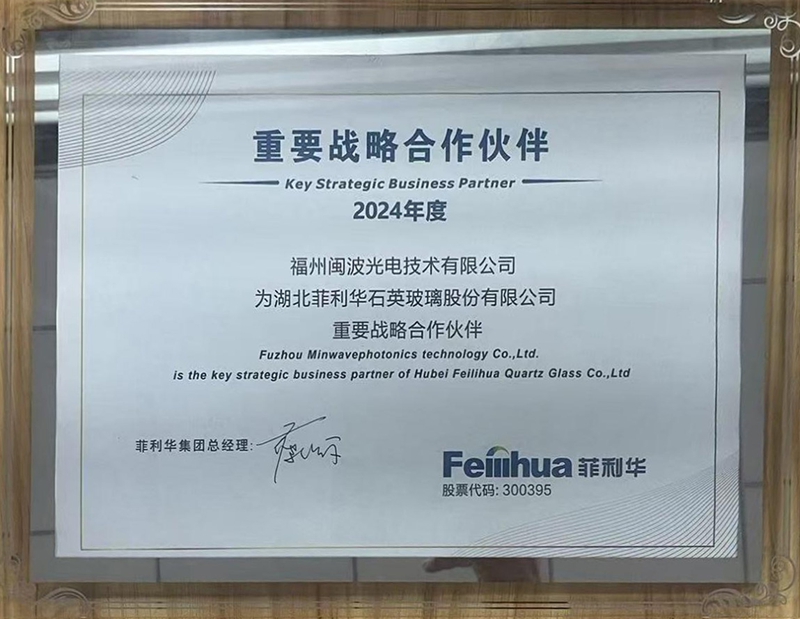 重要战略合作伙伴
Key Strategic Business Partner
2024年度
福州闽波光电技术有限公司
为湖北菲利华石英玻璃股份有限公司
重要战略合作伙伴
Fuzhou Minwavephotonics technology Co.,Ltd.
is the key strategic business partner of Hubei Feilihua Quartz Glass Co.,Ltd
菲利华集团总经理:
Feilihua 菲利华
股票代码: 300395